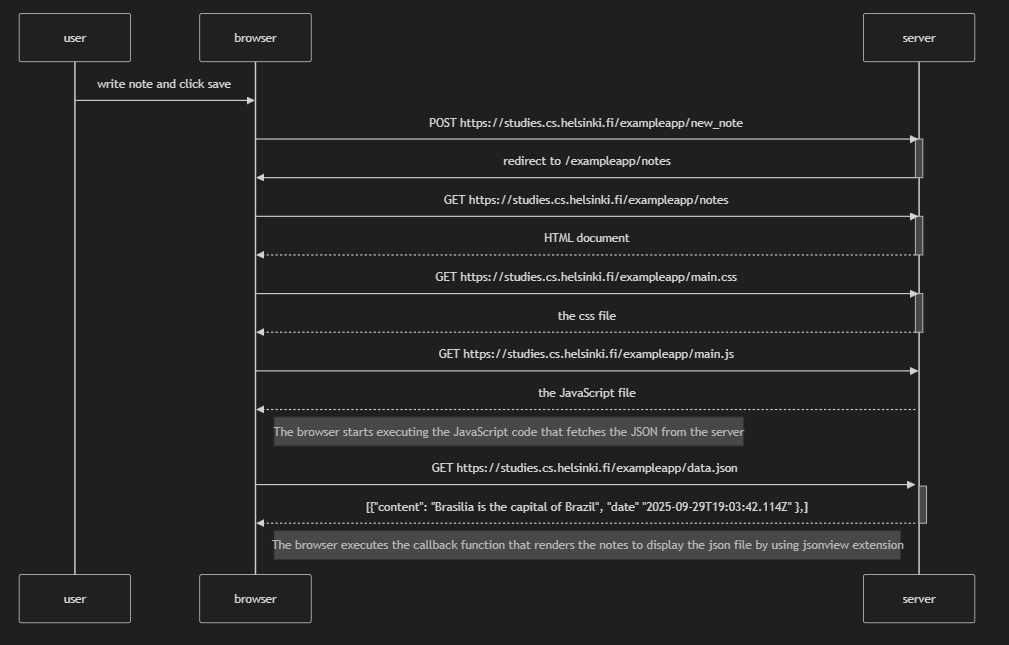 user browser server
write note and click save
POST https://studies.cs.helsinki.fi/exampleapp/new_note
redirect to /exampleapp/notes
GET https://studies.cs.helsinki.fi/exampleapp/notes
HTML document
GET https://studies.cs.helsinki.fi/exampleapp/main.css
the css file
GET https://studies.cs.helsinki.fi/exampleapp/main.js
the JavaScript file
The browser starts executing the JavaScript code that fetches the JSON from the server
GET https://studies.cs.helsinki.fi/exampleapp/data.json
[{"content": "Brasilia is the capital of Brazil", "date" "2025-09-29T19:03:42.114Z" },]
The browser executes the callback function that renders the notes to display the json file by using jsonview extension
user browser server